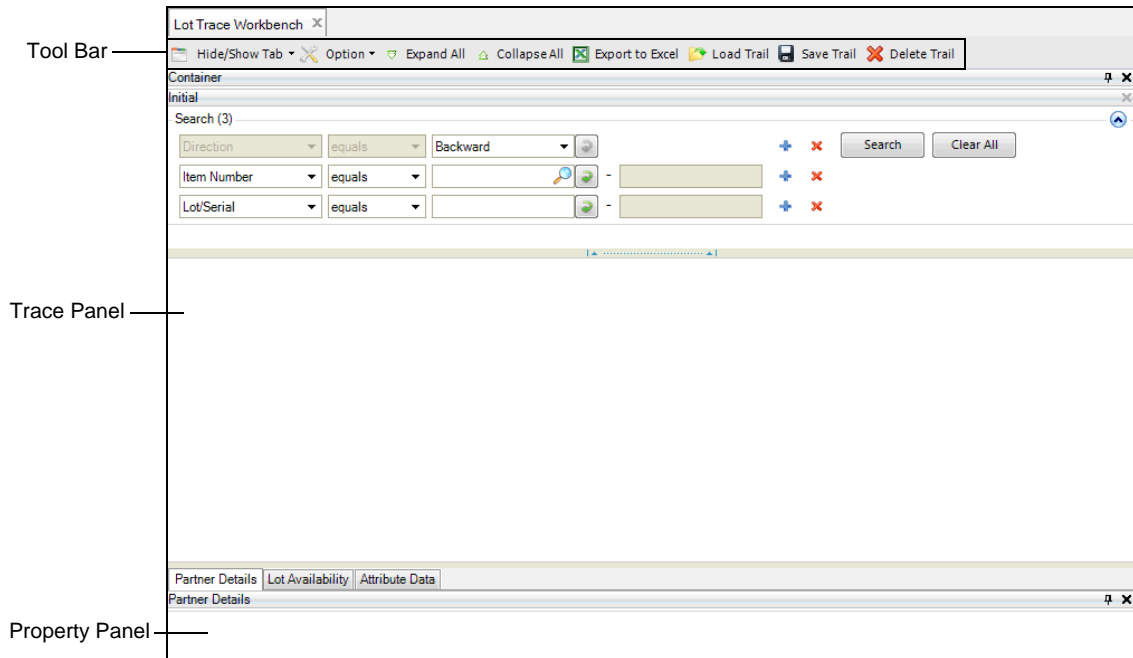 Lot Trace Workbench
Tool Bar
Hide/Show Tab Option Expand All Collapse All Export to Excel Load Trail Save Trail Delete Trail
Container
Initial
Search (3)
Direction equals Backward Search Clear All
Item Number equals -
Lot/Serial equals -
Trace Panel
Partner Details Lot Availability Attribute Data
Partner Details
Property Panel